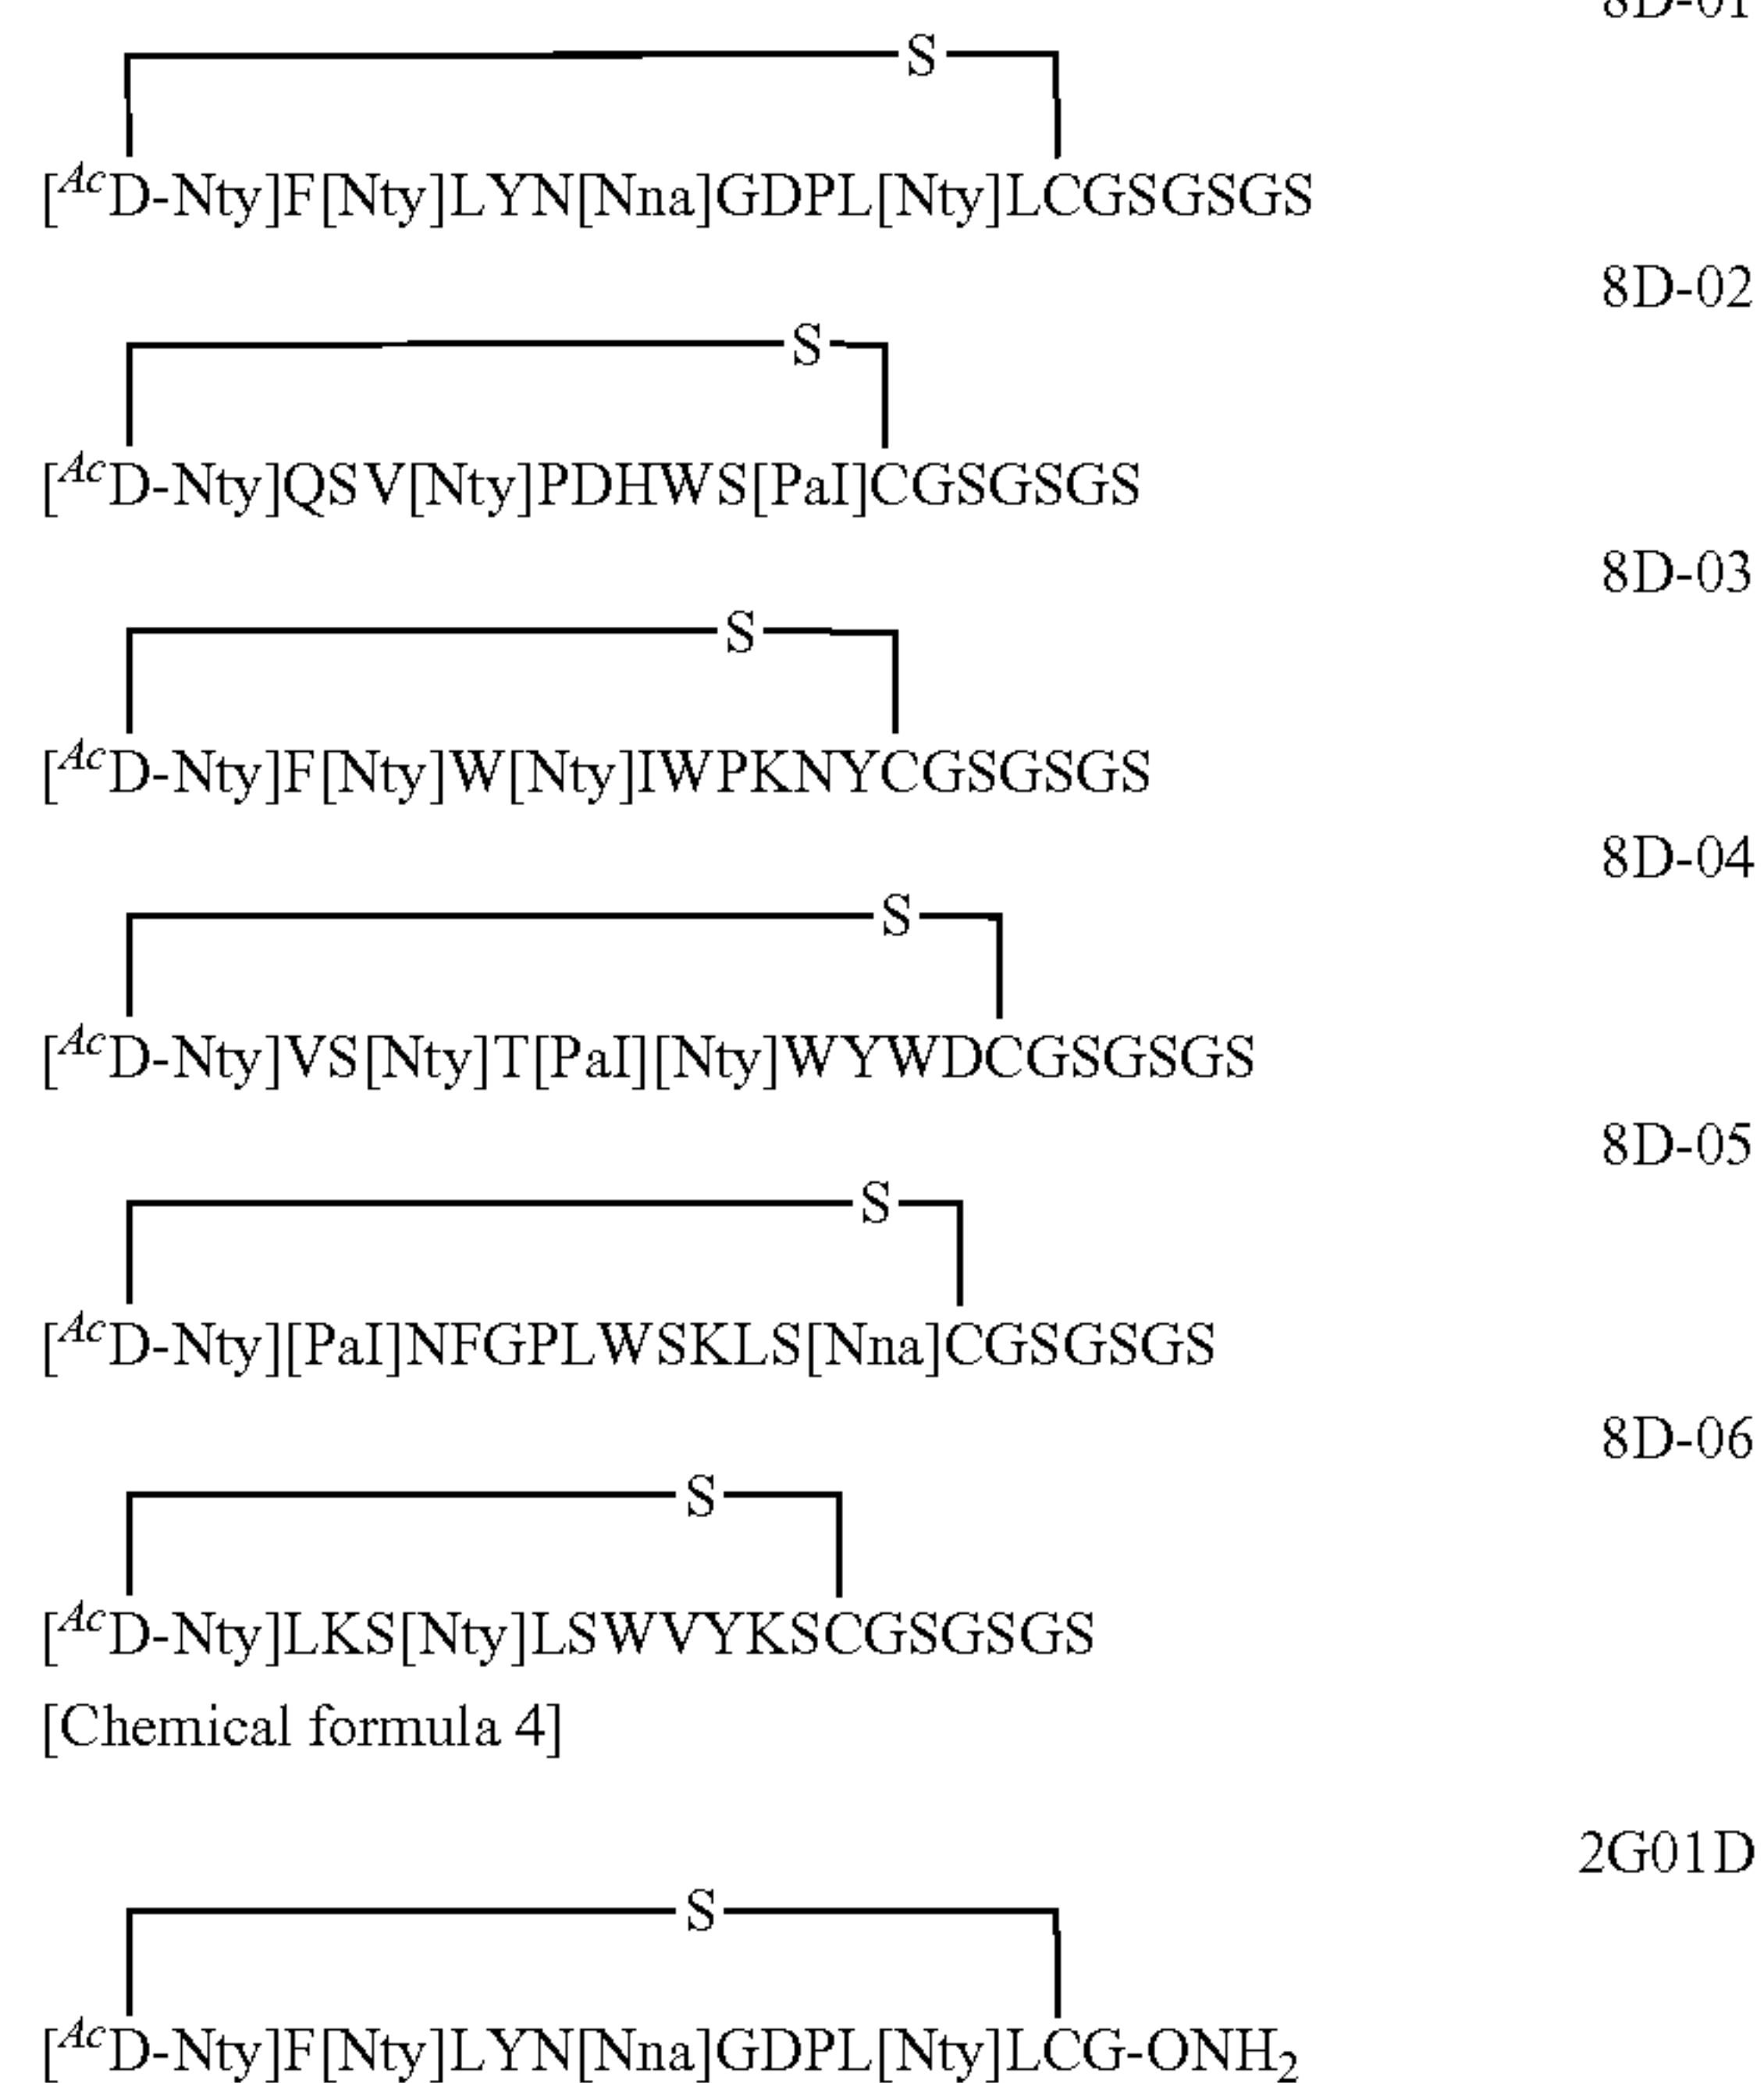 8D-01
S
[AcD-Nty]F[Nty]LYN[Nna]GDPL[Nty]LCGSGSGS
8D-02
S
[AcD-Nty]QSV[Nty]PDHWS[PaI]CGSGSGS
8D-03
S
[AcD-Nty]F[Nty]W[Nty]IWPKNYCGSGSGS
8D-04
S
[AcD-Nty]VS[Nty]T[PaI][Nty]WYWDCGSGSGS
8D-05
S
[AcD-Nty][PaI]NFGPLWSKLS[Nna]CGSGSGS
8D-06
S
[AcD-Nty]LKS[Nty]LSWVYKSCGSGSGS
[Chemical formula 4]
2G01D
S
[AcD-Nty]F[Nty]LYN[Nna]GDPL[Nty]LCG-ONH2